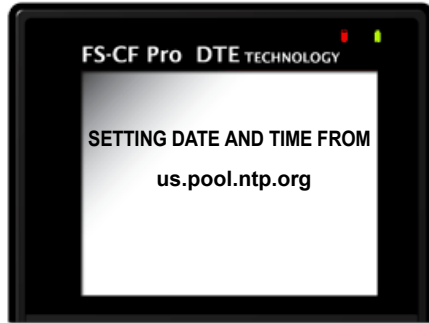 FS-CF Pro DTE TECHNOLOGY
SETTING DATE AND TIME FROM
us.pool.ntp.org